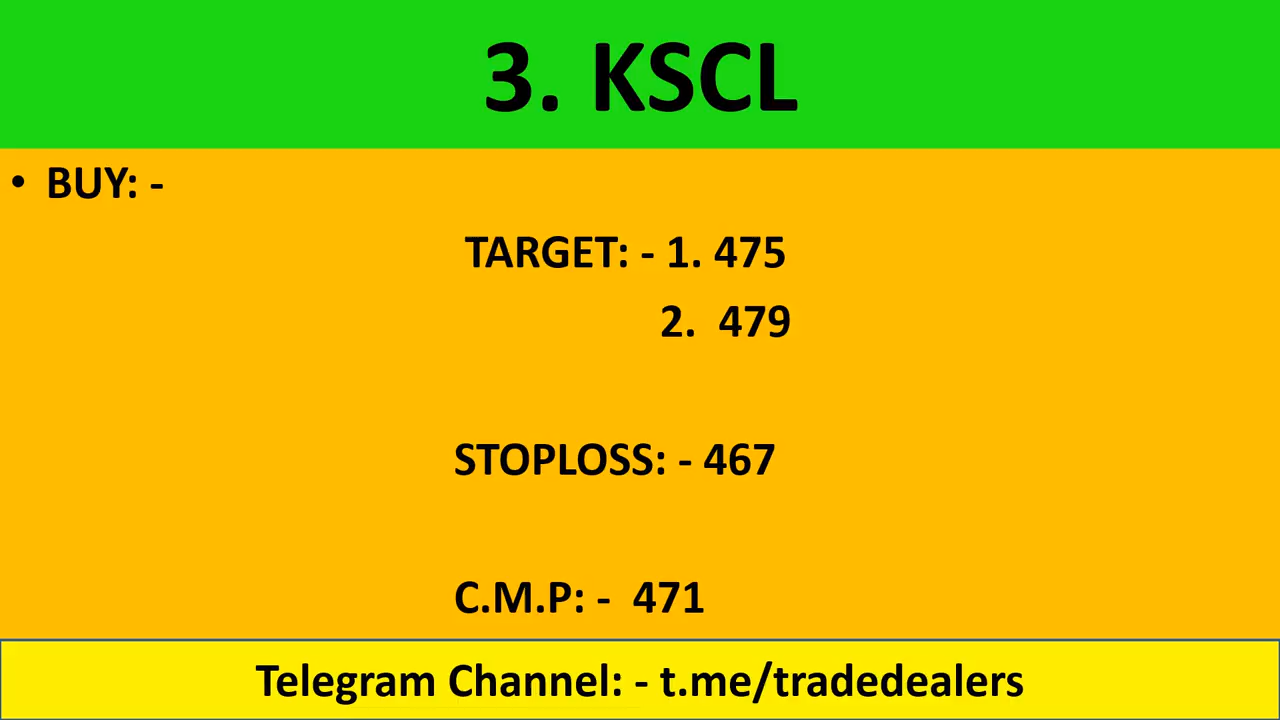 3. KSCL
• BUY: -
TARGET: - 1. 475
2. 479
STOPLOSS: - 467
C.M.P: - 471
Telegram Channel: - t.me/tradedealers